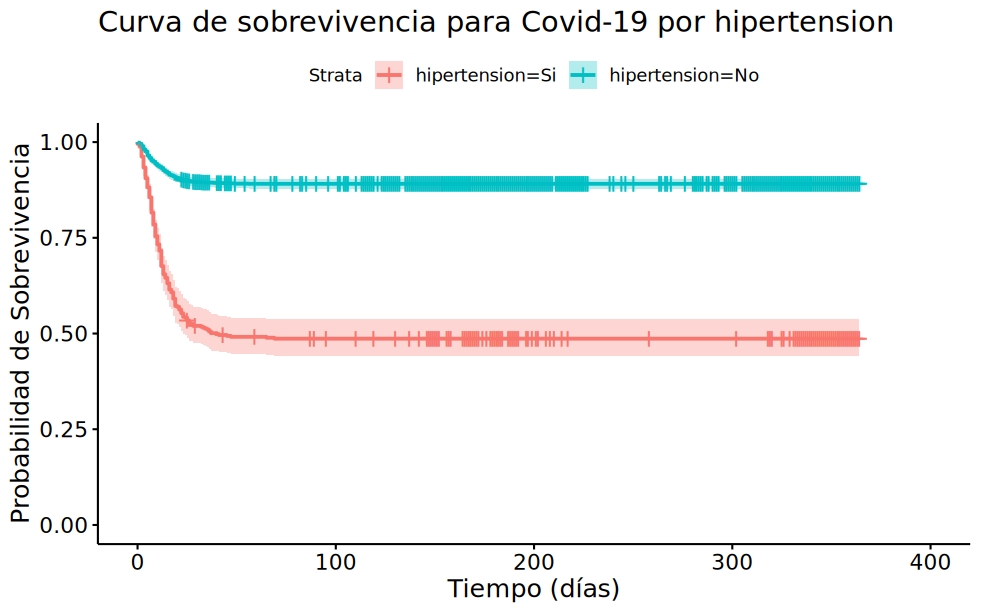 Curva de sobrevivencia para Covid-19 por hipertension
Strata hipertension=Si hipertension=No
Probabilidad de Sobrevivencia
1.00
0.75
0.50
0.25
0.00
0 100 200 300 400
Tiempo (días)